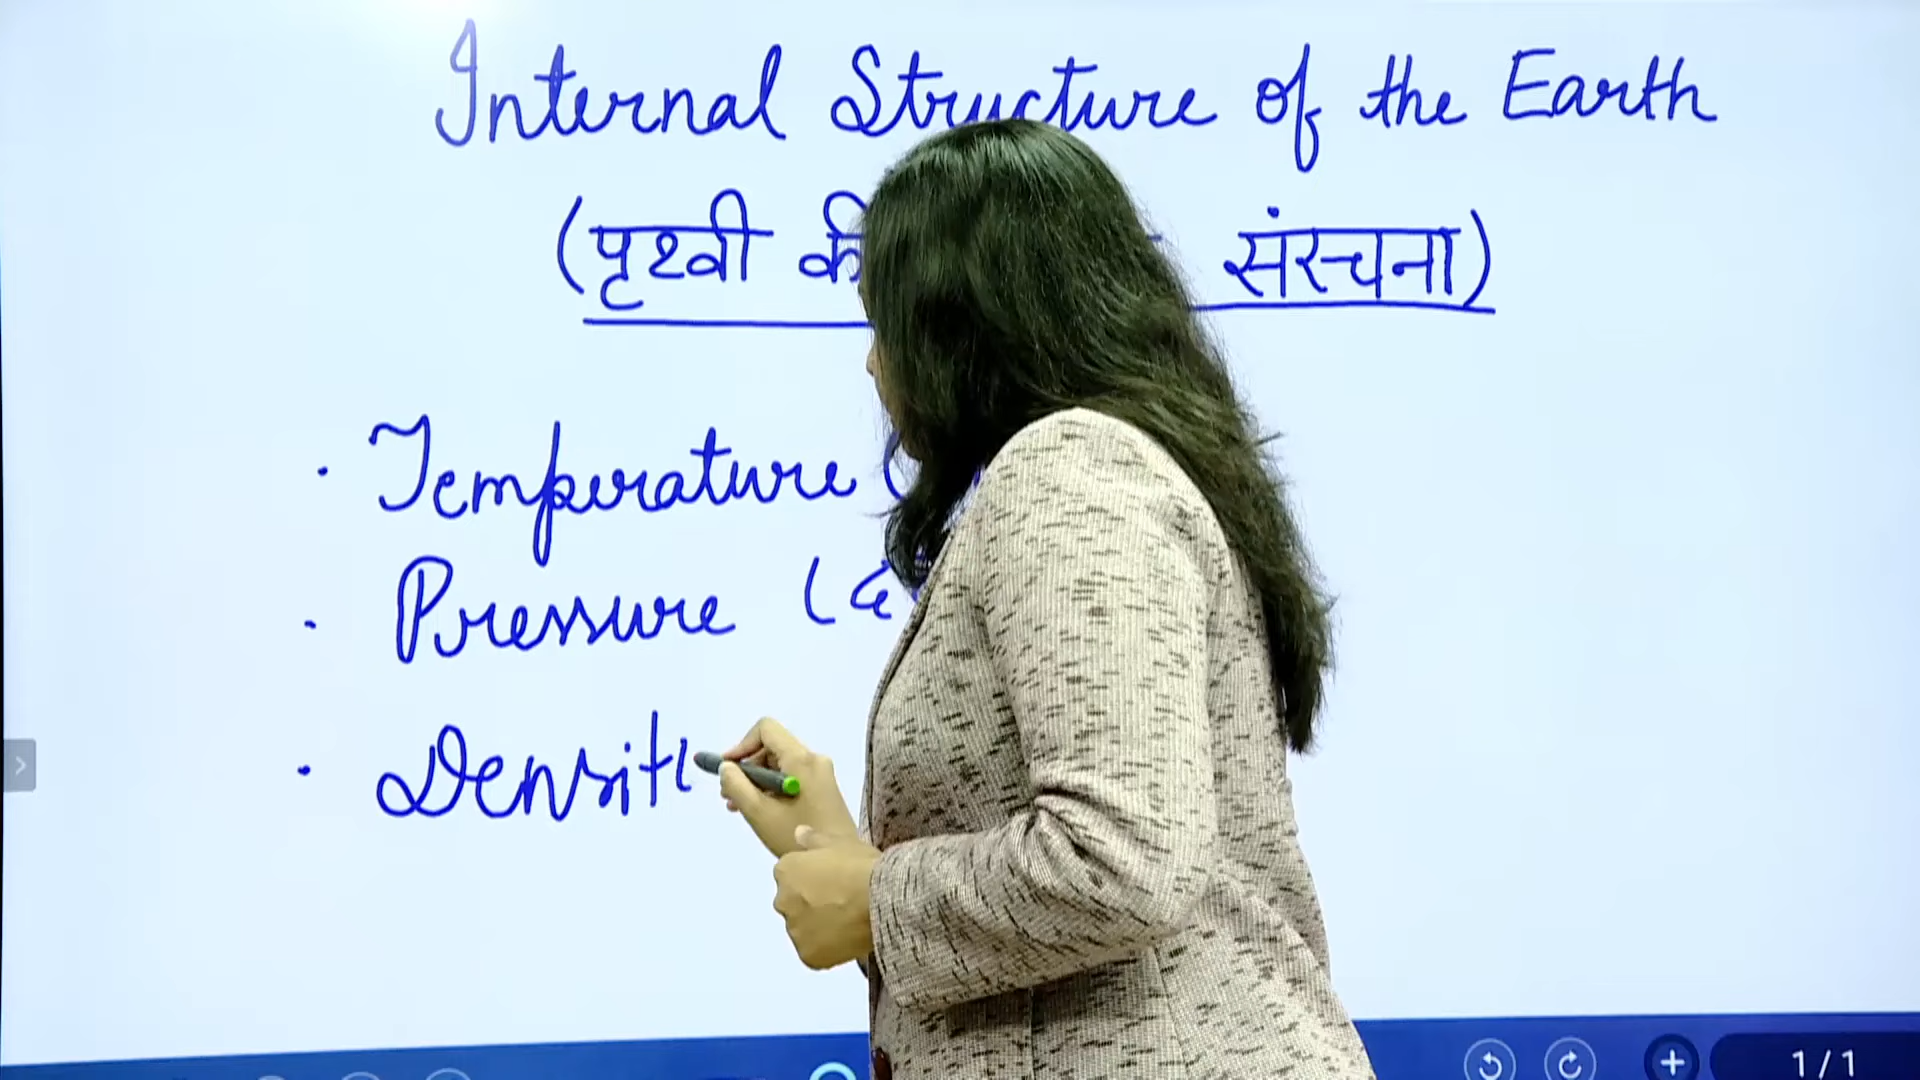 Internal Structure of the Earth
(पृथ्वी की संरचना)
· Temperature (
· Pressure (द
· Densit
1/1